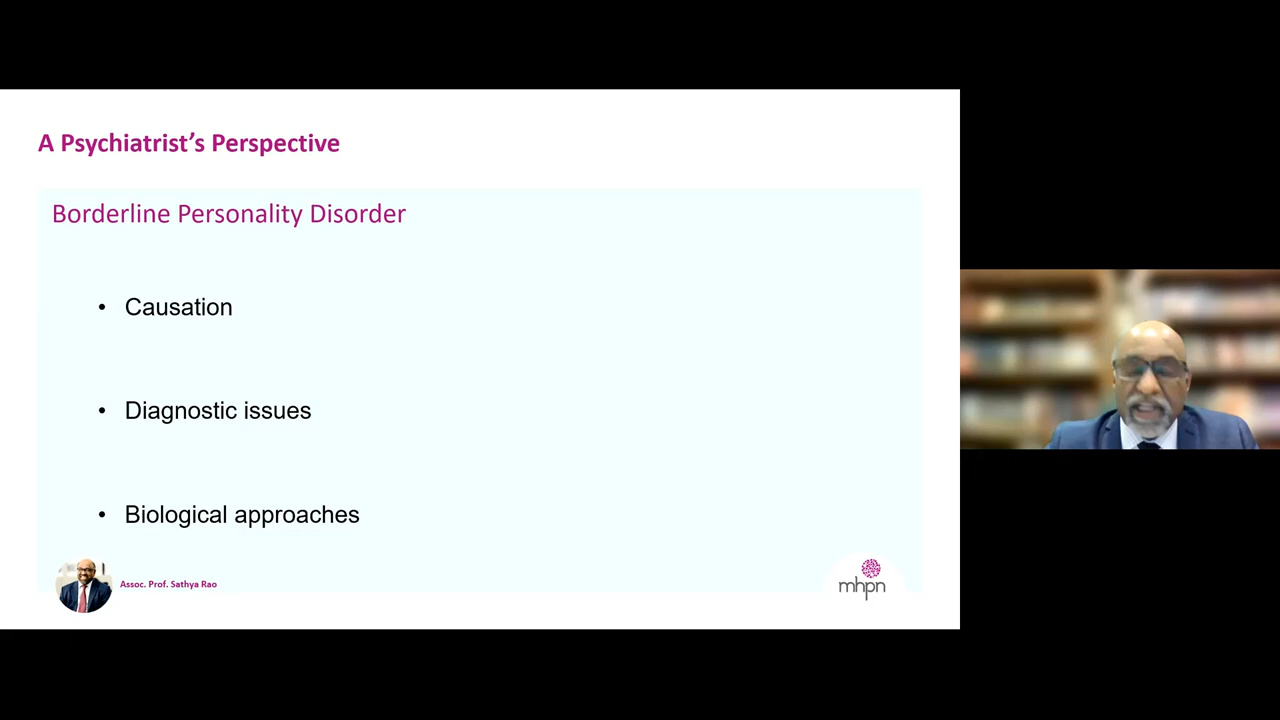 A Psychiatrist’s Perspective
Borderline Personality Disorder
• Causation
• Diagnostic issues
• Biological approaches
Assoc. Prof. Sathya Rao
mhpn